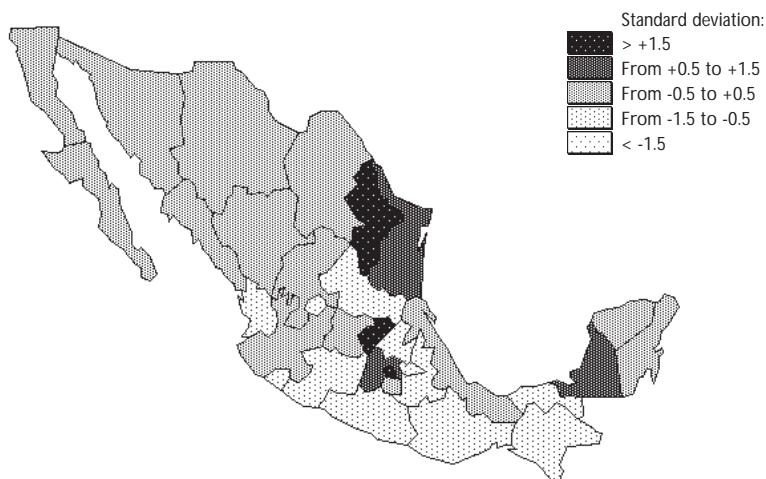 Standard deviation:
> +1.5
From +0.5 to +1.5
From -0.5 to +0.5
From -1.5 to -0.5
< -1.5